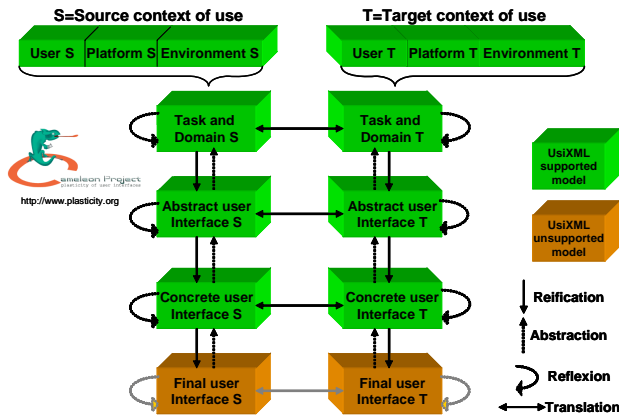 S=Source context of use
T=Target context of use
User S
Platform S
Environment S
User T
Platform T
Environment T
Task and
Domain S
Task and
Domain T
Cameleon Project
plasticity of user interfaces
http://www.plasticity.org
UsiXML
supported
model
Abstract user
Interface S
Abstract user
Interface T
UsiXML
unsupported
model
Concrete user
Interface S
Concrete user
Interface T
Reification
Abstraction
Final user
Interface S
Final user
Interface T
Reflexion
Translation